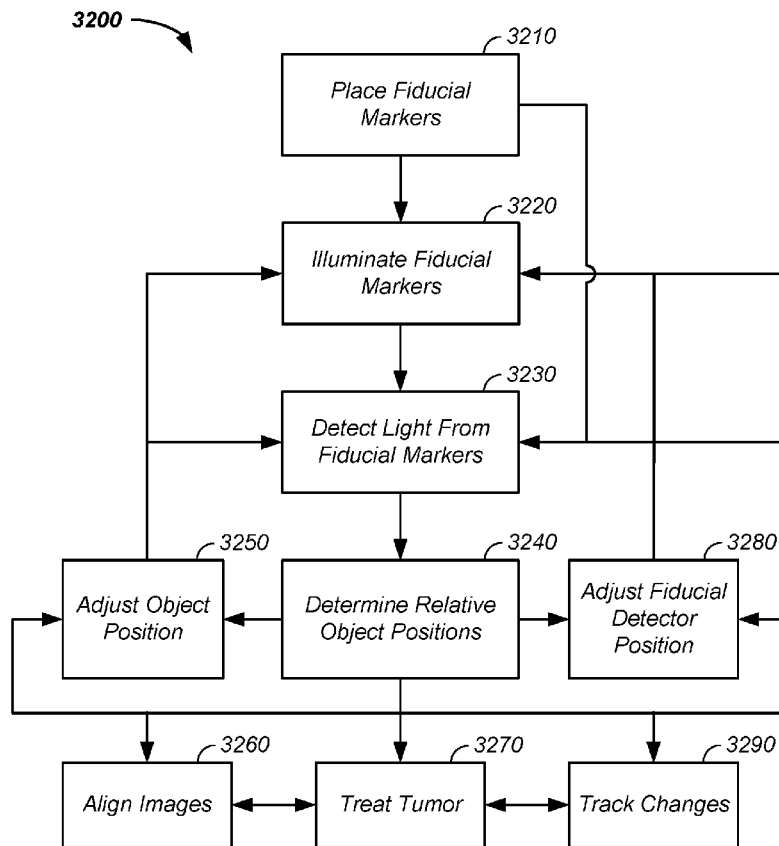 3200
3210
Place Fiducial
Markers
3220
Illuminate Fiducial
Markers
3230
Detect Light From
Fiducial Markers
3250
Adjust Object
Position
3240
Determine Relative
Object Positions
3280
Adjust Fiducial
Detector
Position
3260
Align Images
3270
Treat Tumor
3290
Track Changes